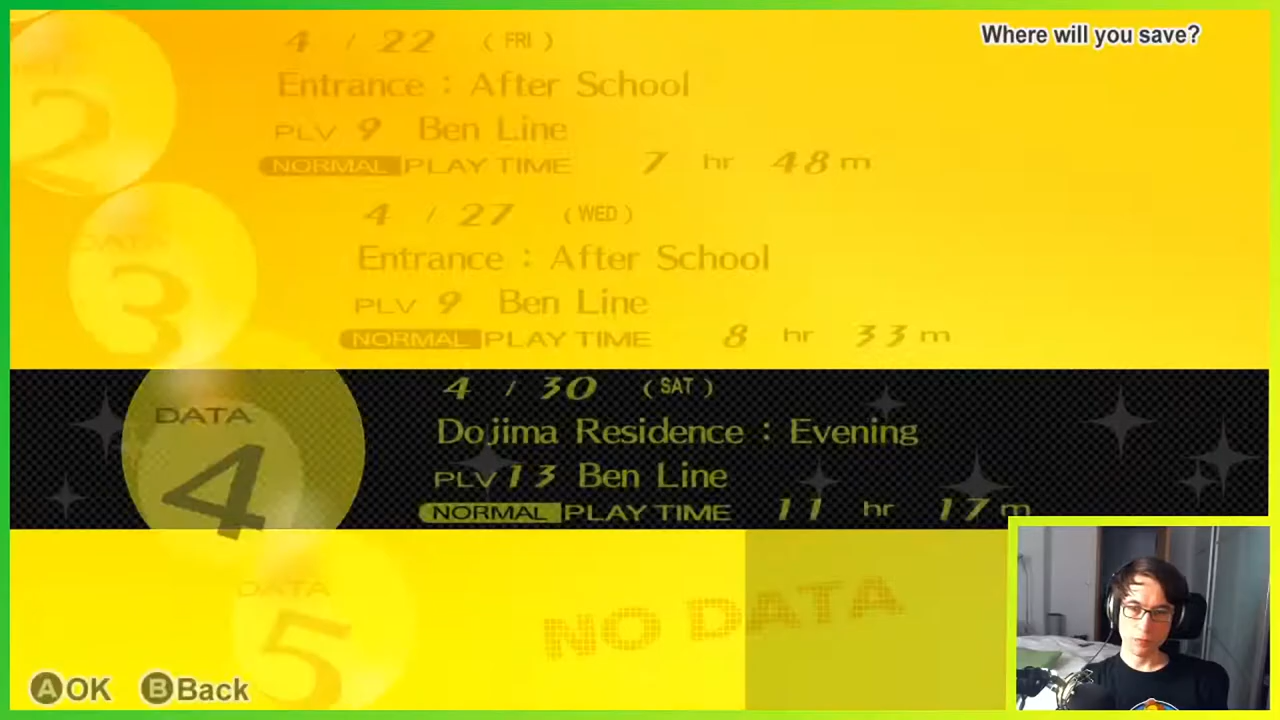 Where will you save?
4 / 22 (FRI)
Entrance : After School
2
PLV 9 Ben Line
NORMAL PLAY TIME 7 hr 48 m
4 / 27 (WED)
DATA
Entrance : After School
3
PLV 9 Ben Line
NORMAL PLAY TIME 8 hr 33 m
4 / 30 (SAT)
DATA
Dojima Residence : Evening
4
PLV 13 Ben Line
NORMAL PLAY TIME 11 hr 17 m
DATA
5
NO DATA
A OK B Back